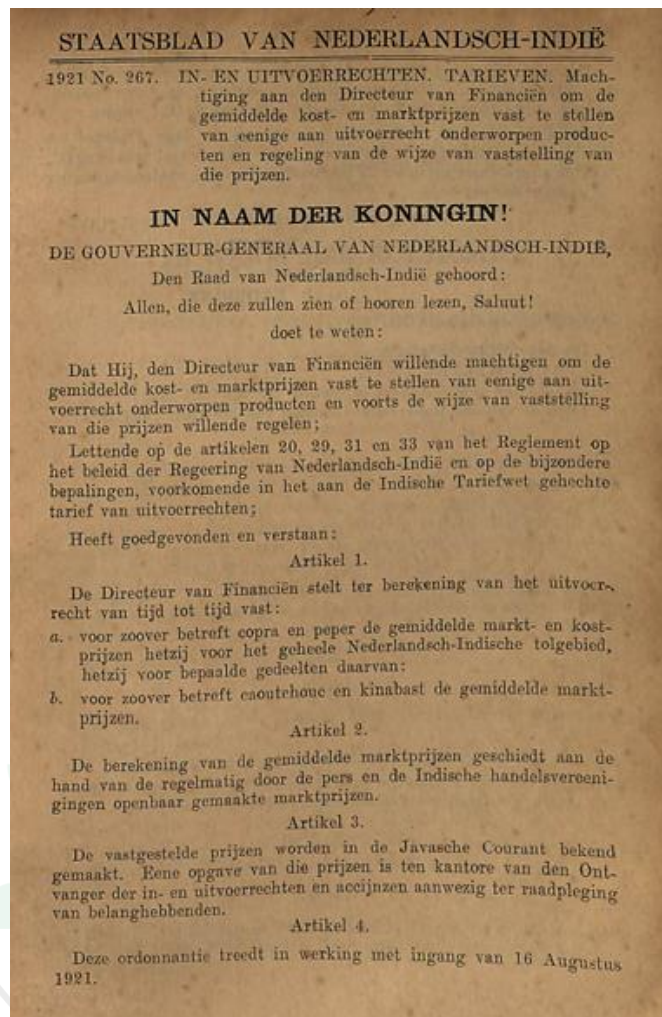 STAATSBLAD VAN NEDERLANDSCH-INDIË
1921 No. 267. IN- EN UITVOERRECHTEN. TARIEVEN. Mach-
tiging aan den Directeur van Financiën om de
gemiddelde kost- en marktprijzen vast te stellen
van eenige aan uitvoerrecht onderworpen produc-
ten en regeling van de wijze van vaststelling van
die prijzen.
IN NAAM DER KONINGIN!
DE GOUVERNEUR-GENERAAL VAN NEDERLANDSCH-INDIË,
Den Raad van Nederlandsch-Indië gehoord:
Allen, die deze zullen zien of hooren lezen, Saluut!
doet te weten:
Dat Hij, den Directeur van Financiën willende machtigen om de
gemiddelde kost- en marktprijzen vast te stellen van eenige aan uit-
voerrecht onderworpen producten en voorts de wijze van vaststelling
van die prijzen willende regelen;
Lettende op de artikelen 20, 29, 31 en 33 van het Reglement op
het beleid der Regeering van Nederlandsch-Indië en op de bijzondere
bepalingen, voorkomende in het aan de Indische Tariefwet gehechte
tarief van uitvoerrechten;
Heeft goedgevonden en verstaan:
Artikel 1.
De Directeur van Financiën stelt ter berekening van het uitvoer-
recht van tijd tot tijd vast:
a. voor zoover betreft copra en peper de gemiddelde markt- en kost-
prijzen hetzij voor het geheele Nederlandsch-Indische tolgebied,
hetzij voor bepaalde gedeelten daarvan:
b. voor zoover betreft caoutchouc en kinabast de gemiddelde markt-
prijzen.
Artikel 2.
De berekening van de gemiddelde marktprijzen geschiedt aan de
hand van de regelmatig door de pers en de Indische handelsvereeni-
gingen openbaar gemaakte marktprijzen.
Artikel 3.
De vastgestelde prijzen worden in de Javasche Courant bekend
gemaakt. Eene opgave van die prijzen is ten kantore van den Ont-
vanger der in- en uitvoerrechten en accijnzen aanwezig ter raadpleging
van belanghebbenden.
Artikel 4.
Deze ordonnantie treedt in werking met ingang van 16 Augustus
1921.